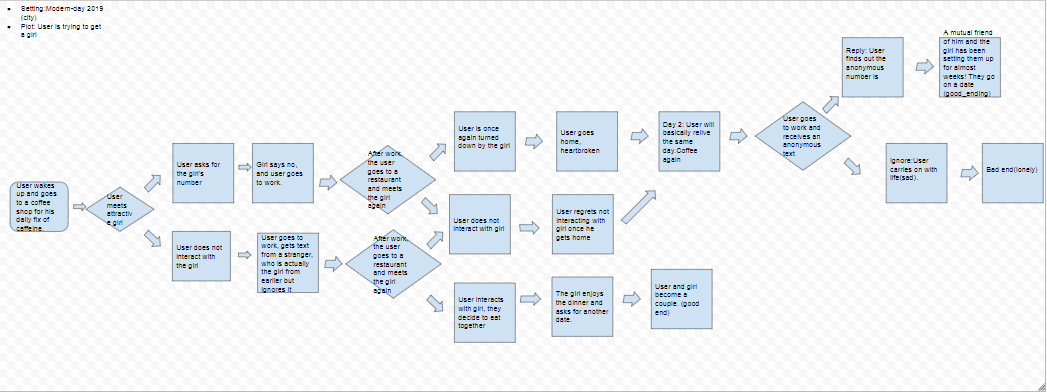 Setting:Modern-day 2019
(city)
Plot: User is trying to get
a girl
User wakes
up and goes
to a coffee
shop for his
daily fix of
caffeine.
User
meets
attractiv
e girl
User asks for
the girl's
number
Girl says no,
and user goes
to work.
User does not
interact with
the girl
User goes to
work, gets text
from a stranger,
who is actually
the girl from
earlier but
ignores it
After work,
the user
goes to a
restaurant
and meets
the girl
again
After work,
the user
goes to a
restaurant
and meets
the girl
again
User is once
again turned
down by the girl
User goes
home,
heartbroken
User does not
interact with girl
User regrets not
interacting with
girl once he
gets home
User interacts
with girl, they
decide to eat
together
The girl enjoys
the dinner and
asks for another
date.
User and girl
become a
couple. (good
end)
Day 2: User will
basically relive
the same
day.Coffee
again
User goes
to work and
receives an
anonymous
text
Reply: User
finds out the
anonymous
number is
A mutual friend
of him and the
girl has been
setting them up
for almost
weeks! They go
on a date
(good_ending)
Ignore:User
carries on with
life(sad).
Bad end(lonely)